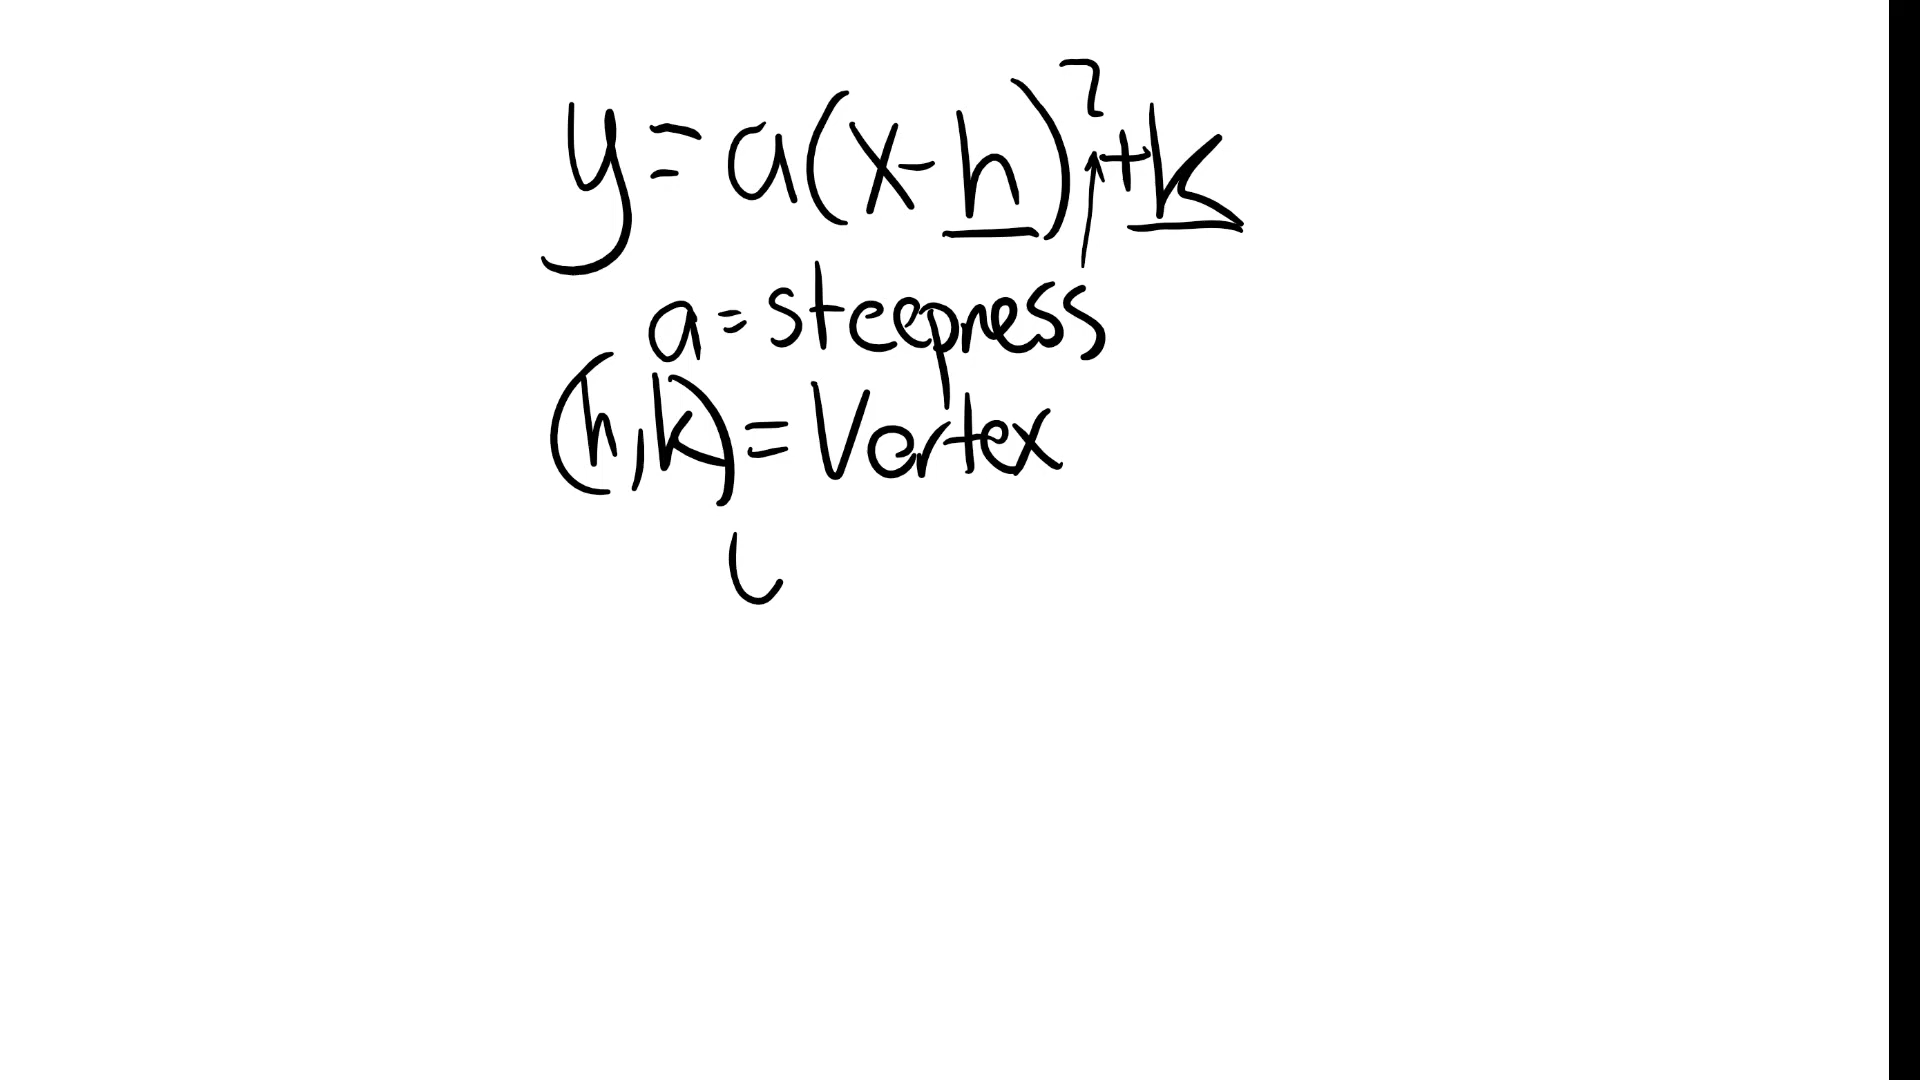 y=a(x-h)²+k
a=steepness
(h,k)=Vertex